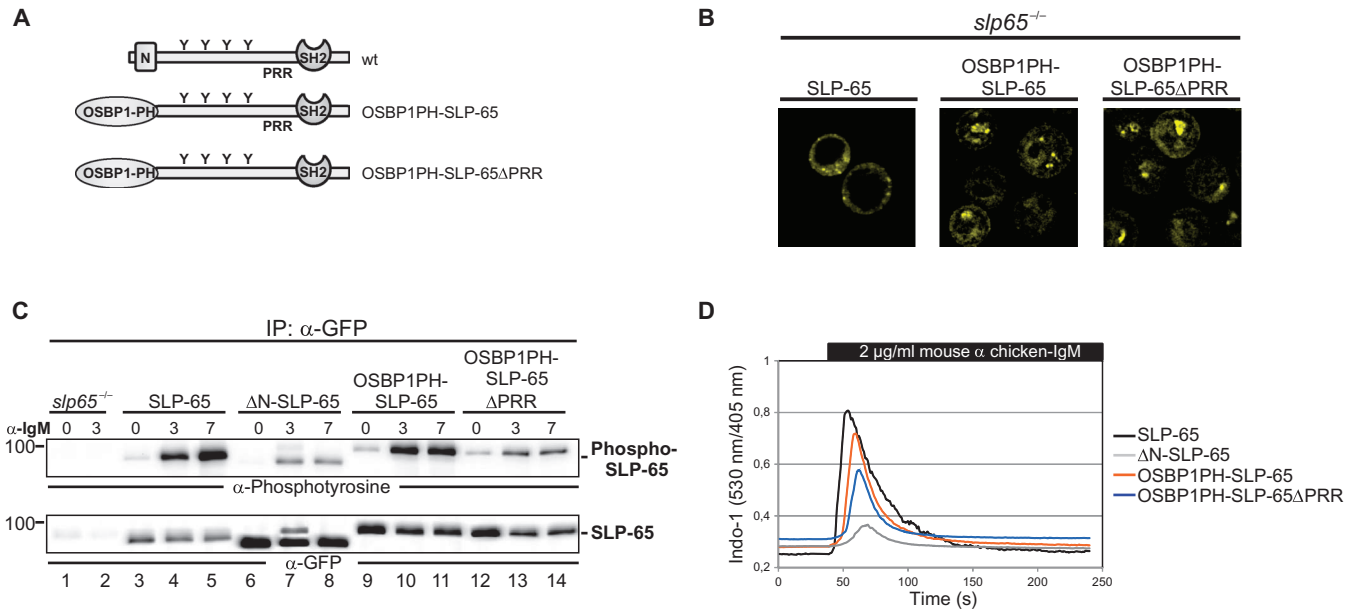 A
N
Y Y Y Y
PRR
SH2
wt
OSBP1-PH
Y Y Y Y
PRR
SH2
OSBP1PH-SLP-65
OSBP1-PH
Y Y Y Y
SH2
OSBP1PH-SLP-65ΔPRR
B
slp65–/–
SLP-65
OSBP1PH-
SLP-65
OSBP1PH-
SLP-65ΔPRR
C
IP: α-GFP
slp65–/–
SLP-65
ΔN-SLP-65
OSBP1PH-
SLP-65
OSBP1PH-
SLP-65
ΔPRR
α-IgM 0 3 0 3 7 0 3 7 0 3 7 0 3 7
100
Phospho-
SLP-65
α-Phosphotyrosine
100
SLP-65
α-GFP
1 2 3 4 5 6 7 8 9 10 11 12 13 14
D
2 µg/ml mouse α chicken-IgM
Indo-1 (530 nm/405 nm)
1
0,8
0,6
0,4
0,2
0 50 100 150 200 250
Time (s)
SLP-65
ΔN-SLP-65
OSBP1PH-SLP-65
OSBP1PH-SLP-65ΔPRR